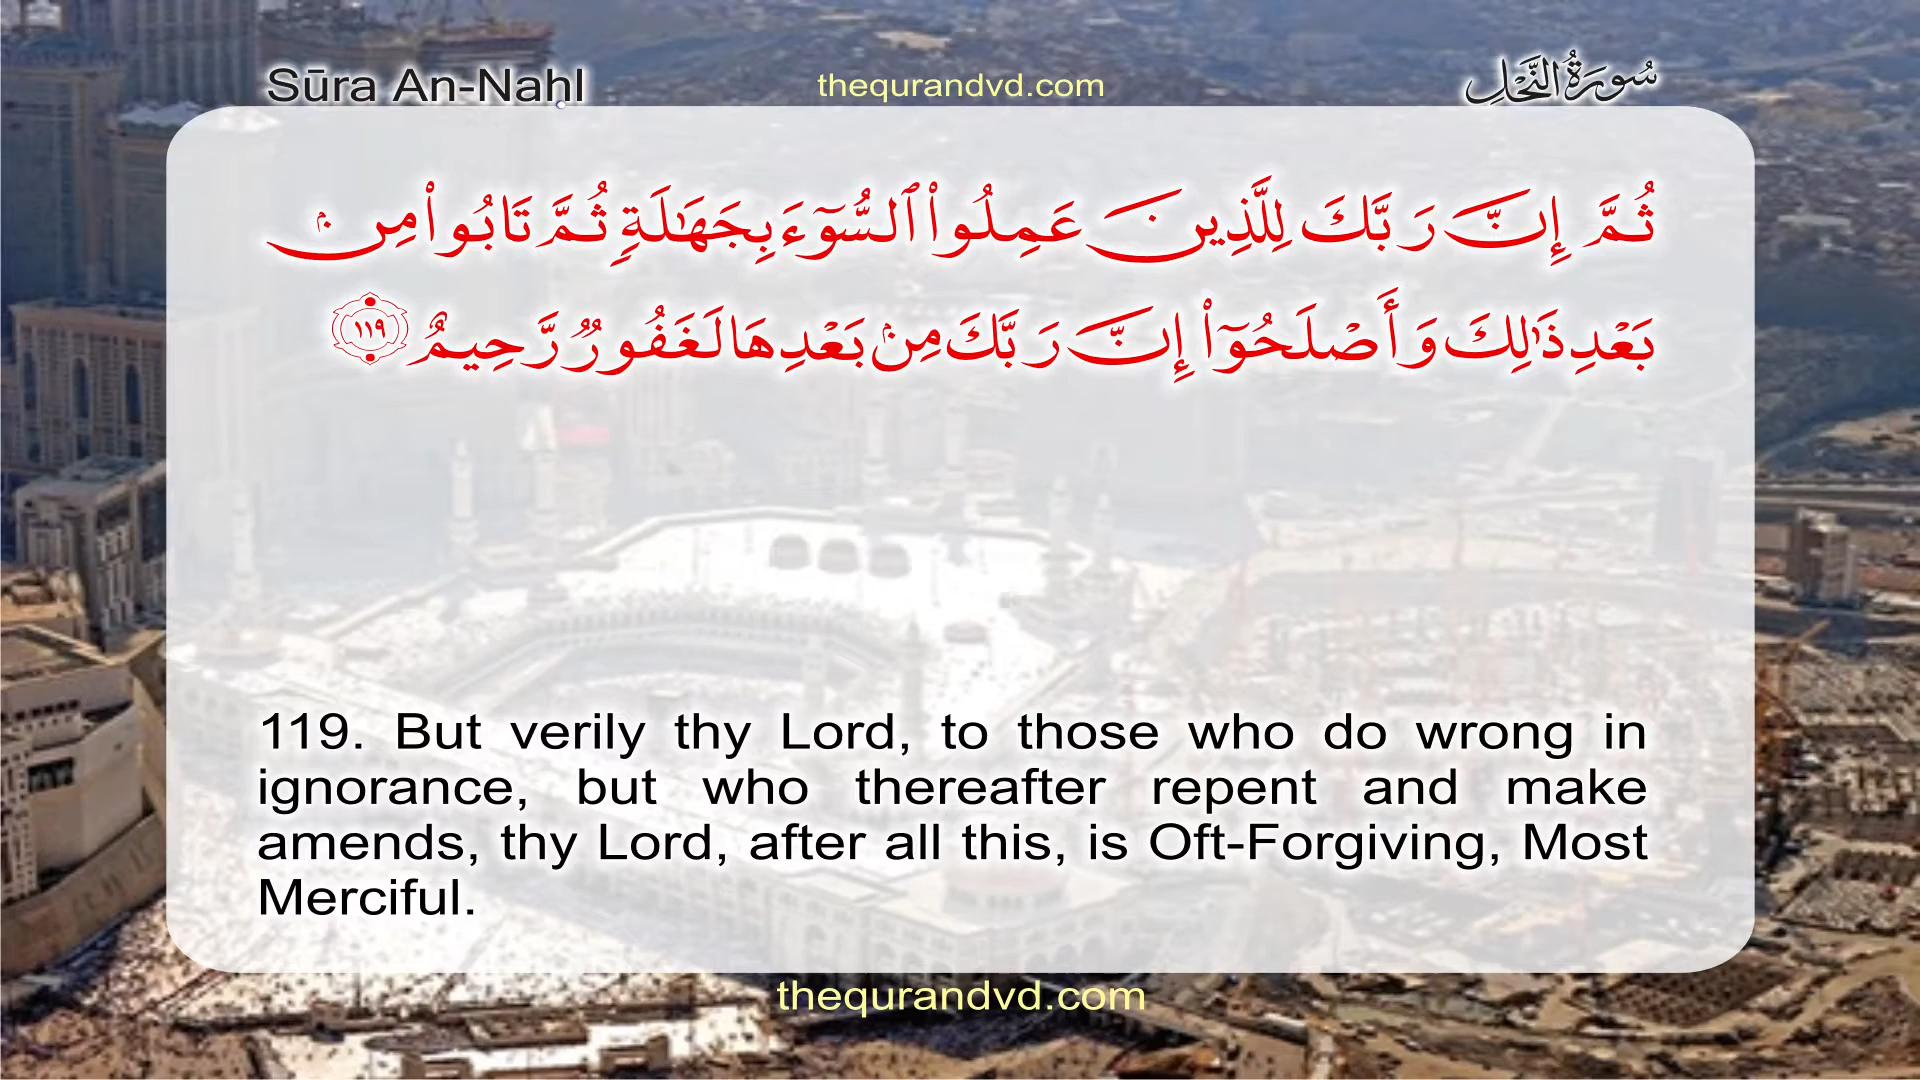 Sūra An-Naḥl
thequrandvd.com
سُورَةُ النَّحْلِ
ثُمَّ إِنَّ رَبَّكَ لِلَّذِينَ عَمِلُوا۟ ٱلسُّوٓءَ بِجَهَـٰلَةٍ ثُمَّ تَابُوا۟ مِنۢ
بَعْدِ ذَٰلِكَ وَأَصْلَحُوٓا۟ إِنَّ رَبَّكَ مِنۢ بَعْدِهَا لَغَفُورٌ رَّحِيمٌ ١١٩
119. But verily thy Lord, to those who do wrong in
ignorance, but who thereafter repent and make
amends, thy Lord, after all this, is Oft-Forgiving, Most
Merciful.
thequrandvd.com